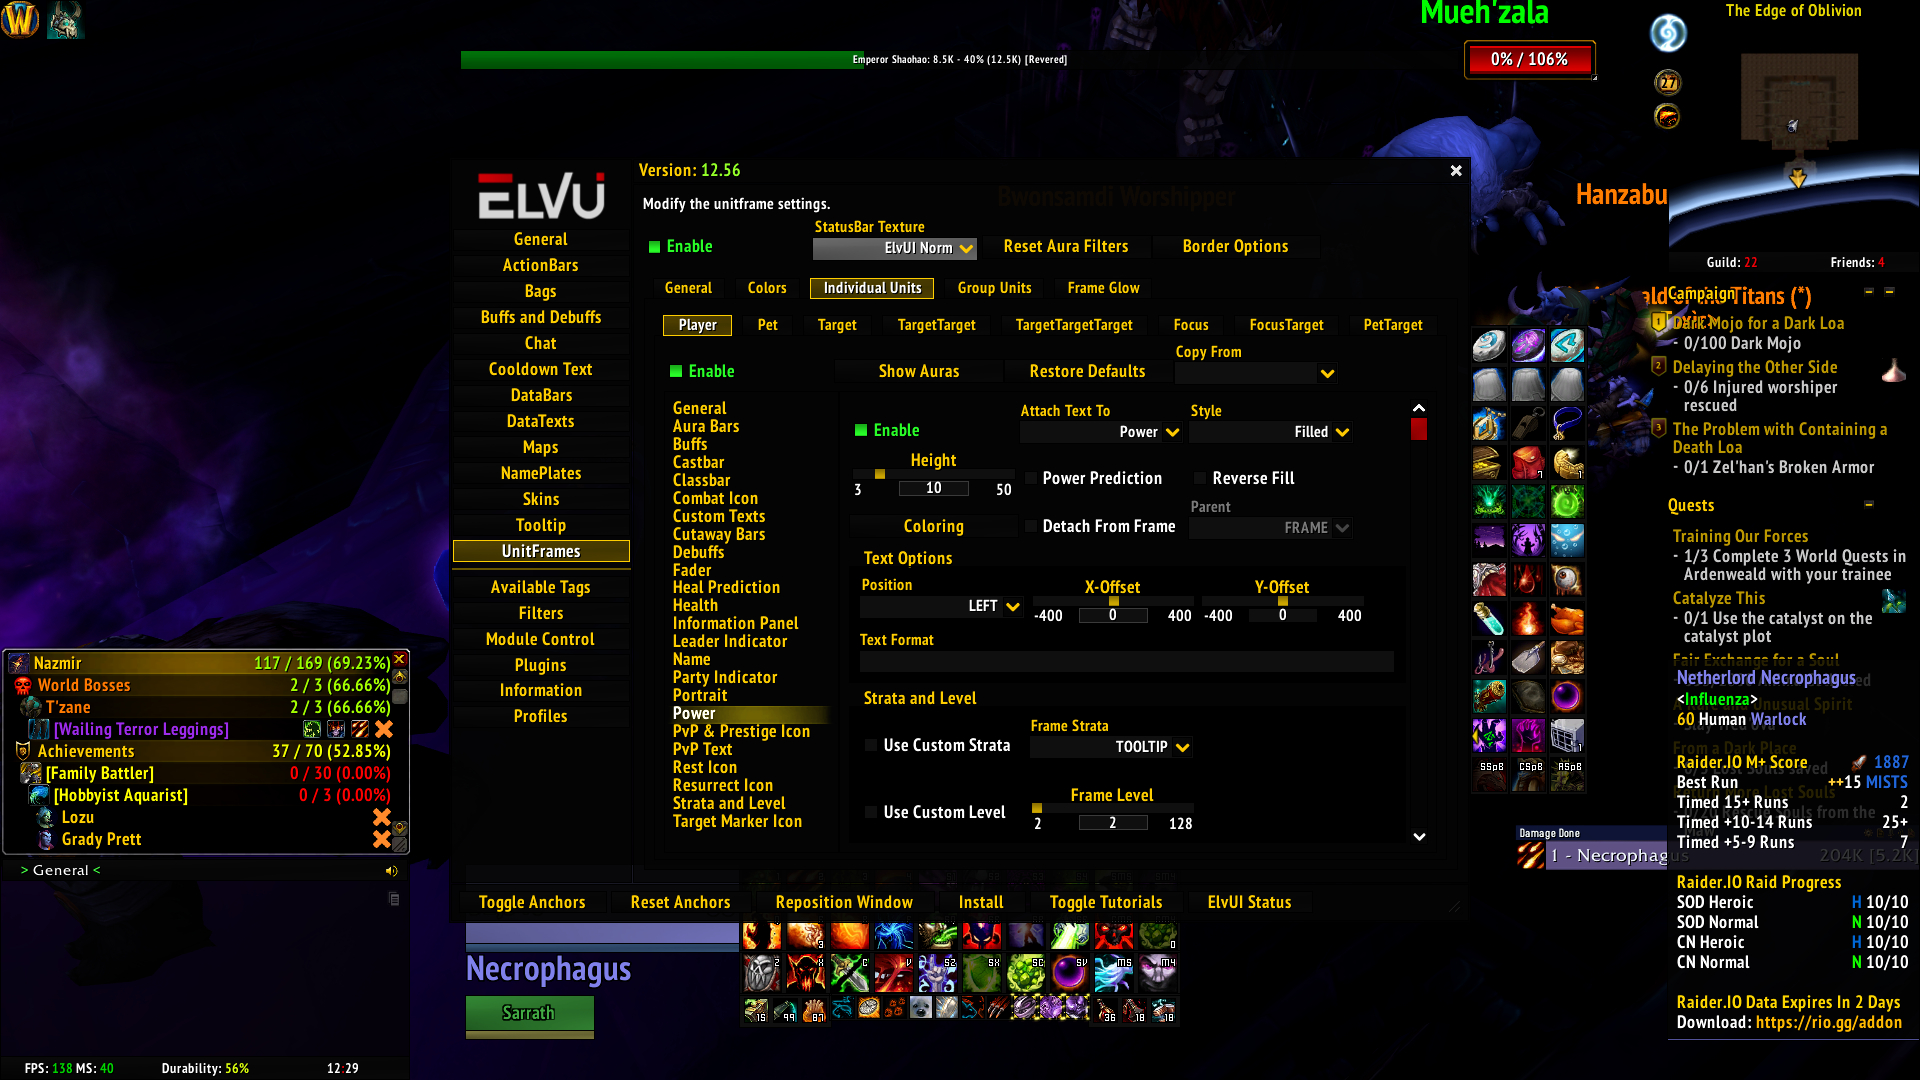 Mueh'zala
The Edge of Oblivion
Emperor Shaohao: 8.5K - 40% (12.5K) [Revered]
0% / 106%
27
Hanzabu
Guild: 22
Friends: 4
ELVUI
Version: 12.56
Modify the unitframe settings.
Bwonsamdi Worshipper
Enable
StatusBar Texture
ElvUI Norm
Reset Aura Filters
Border Options
General
Colors
Individual Units
Group Units
Frame Glow
Player
Pet
Target
TargetTarget
TargetTargetTarget
Focus
FocusTarget
PetTarget
Enable
Show Auras
Restore Defaults
Copy From
General
ActionBars
Bags
Buffs and Debuffs
Chat
Cooldown Text
DataBars
DataTexts
Maps
NamePlates
Skins
Tooltip
UnitFrames
Available Tags
Filters
Module Control
Plugins
Information
Profiles
General
Aura Bars
Buffs
Castbar
Classbar
Combat Icon
Custom Texts
Cutaway Bars
Debuffs
Fader
Heal Prediction
Health
Information Panel
Leader Indicator
Name
Party Indicator
Portrait
Power
PvP & Prestige Icon
PvP Text
Rest Icon
Resurrect Icon
Strata and Level
Target Marker Icon
Enable
Attach Text To
Power
Style
Filled
Height
3 10 50
Power Prediction
Reverse Fill
Coloring
Detach From Frame
Parent
FRAME
Text Options
Position
LEFT
X-Offset
-400 0 400
Y-Offset
-400 0 400
Text Format
Strata and Level
Use Custom Strata
Frame Strata
TOOLTIP
Use Custom Level
Frame Level
2 2 128
Toggle Anchors
Reset Anchors
Reposition Window
Install
Toggle Tutorials
ElvUI Status
Campaign
Titans (*)
Dark Mojo for a Dark Loa
- 0/100 Dark Mojo
Delaying the Other Side
- 0/6 Injured worshiper
rescued
The Problem with Containing a
Death Loa
- 0/1 Zel'han's Broken Armor
Quests
Training Our Forces
- 1/3 Complete 3 World Quests in
Ardenweald with your trainee
Catalyze This
- 0/1 Use the catalyst on the
catalyst plot
Fair Exchange for a Soul
Netherlord Necrophagus
<Influenza>
60 Human Warlock
From a Dark Place
Raider.IO M+ Score 1887
Best Run ++15 MISTS
Timed 15+ Runs 2
Timed +10-14 Runs 25+
Timed +5-9 Runs 7
Raider.IO Raid Progress
SOD Heroic H 10/10
SOD Normal N 10/10
CN Heroic H 10/10
CN Normal N 10/10
Raider.IO Data Expires In 2 Days
Download: https://rio.gg/addon
Damage Done
1 - Necrophagus 204K [5.2K]
SSpB CSpB ASpB
Nazmir 117 / 169 (69.23%)
World Bosses 2 / 3 (66.66%)
T'zane 2 / 3 (66.66%)
[Wailing Terror Leggings]
Achievements 37 / 70 (52.85%)
[Family Battler] 0 / 30 (0.00%)
[Hobbyist Aquarist] 0 / 3 (0.00%)
Lozu
Grady Prett
> General <
Necrophagus
Sarrath
FPS: 138 MS: 40
Durability: 56%
12:29